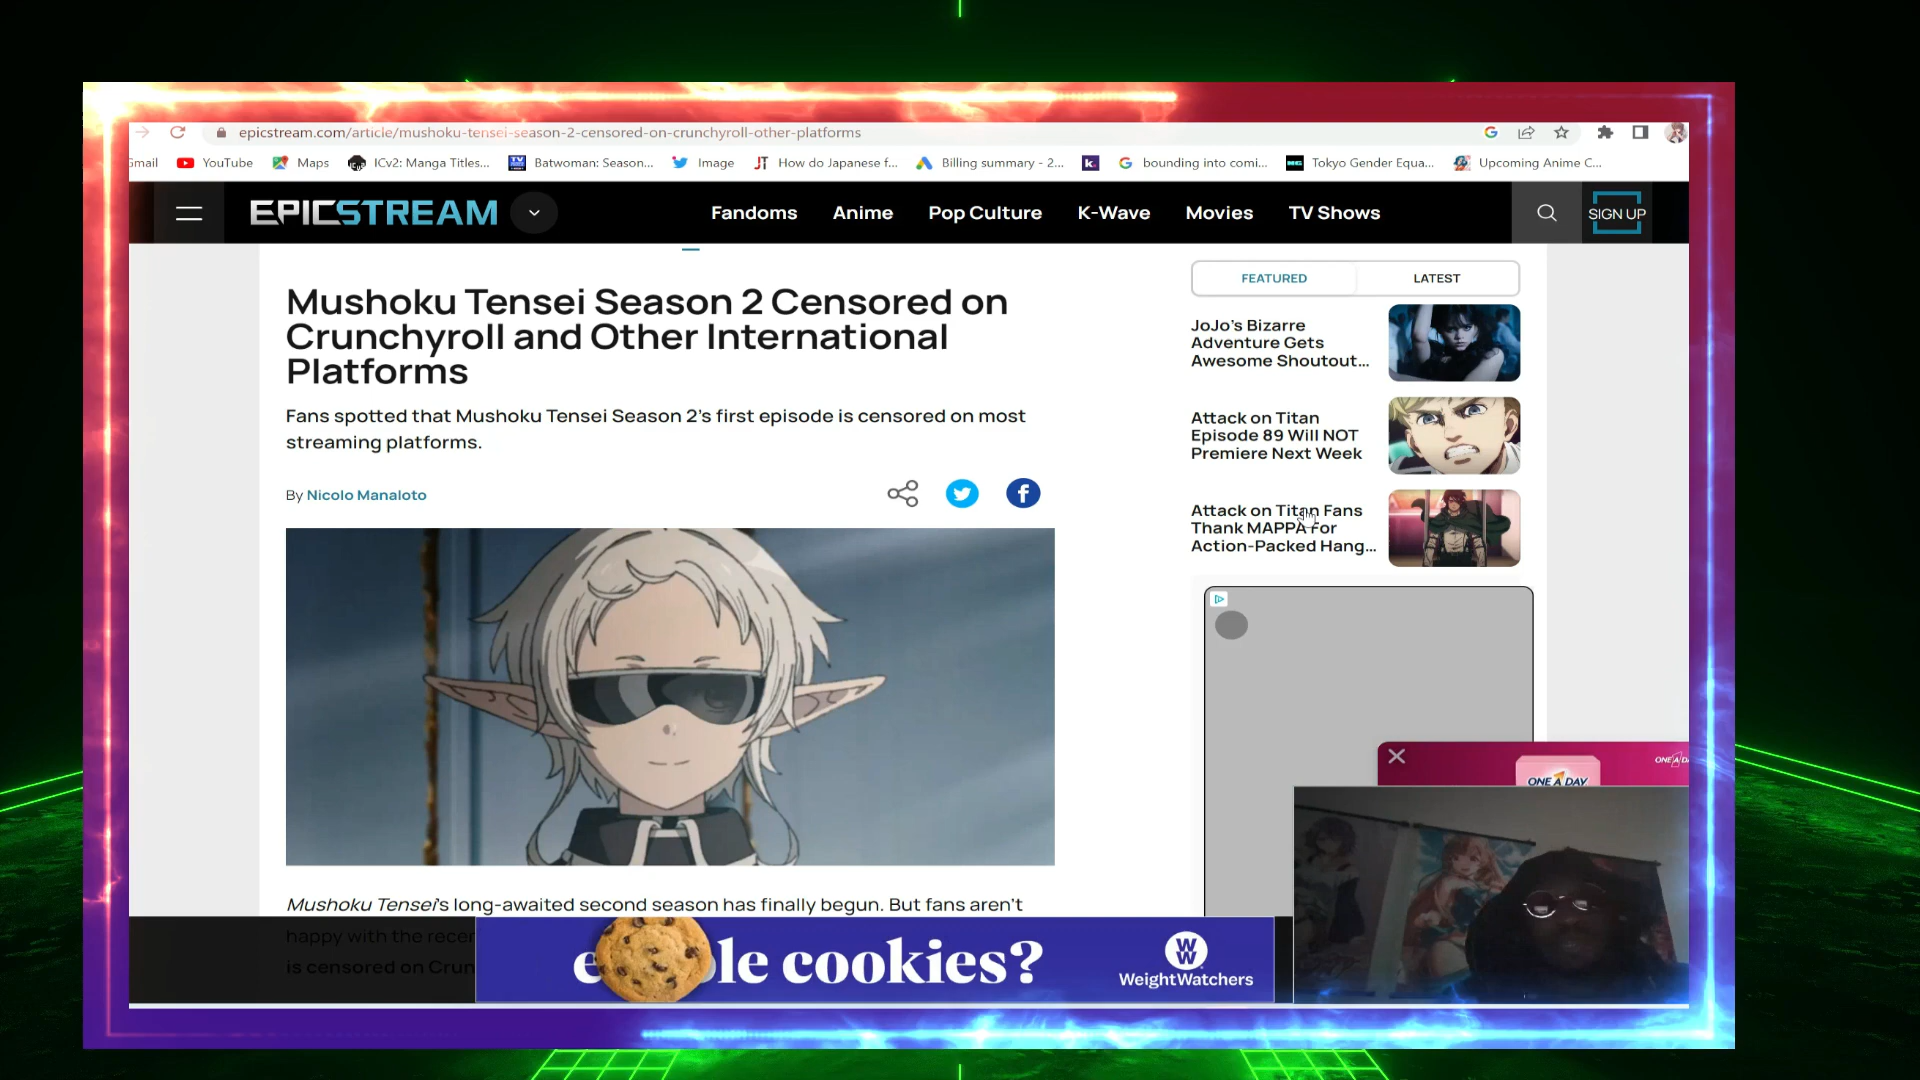 epicstream.com/article/mushoku-tensei-season-2-censored-on-crunchyroll-other-platforms
Gmail YouTube Maps ICv2: Manga Titles... Batwoman: Season... Image How do Japanese f... Billing summary - 2... bounding into comi... Tokyo Gender Equa... Upcoming Anime C...
EPICSTREAM
Fandoms Anime Pop Culture K-Wave Movies TV Shows
SIGN UP
Mushoku Tensei Season 2 Censored on
Crunchyroll and Other International
Platforms
Fans spotted that Mushoku Tensei Season 2's first episode is censored on most
streaming platforms.
By Nicolo Manaloto
FEATURED LATEST
JoJo's Bizarre
Adventure Gets
Awesome Shoutout...
Attack on Titan
Episode 89 Will NOT
Premiere Next Week
Attack on Titan Fans
Thank MAPPA For
Action-Packed Hang...
ONE A DAY
Mushoku Tensei's long-awaited second season has finally begun. But fans aren't
happy with the recen
is censored on Crun
le cookies?
WW
WeightWatchers